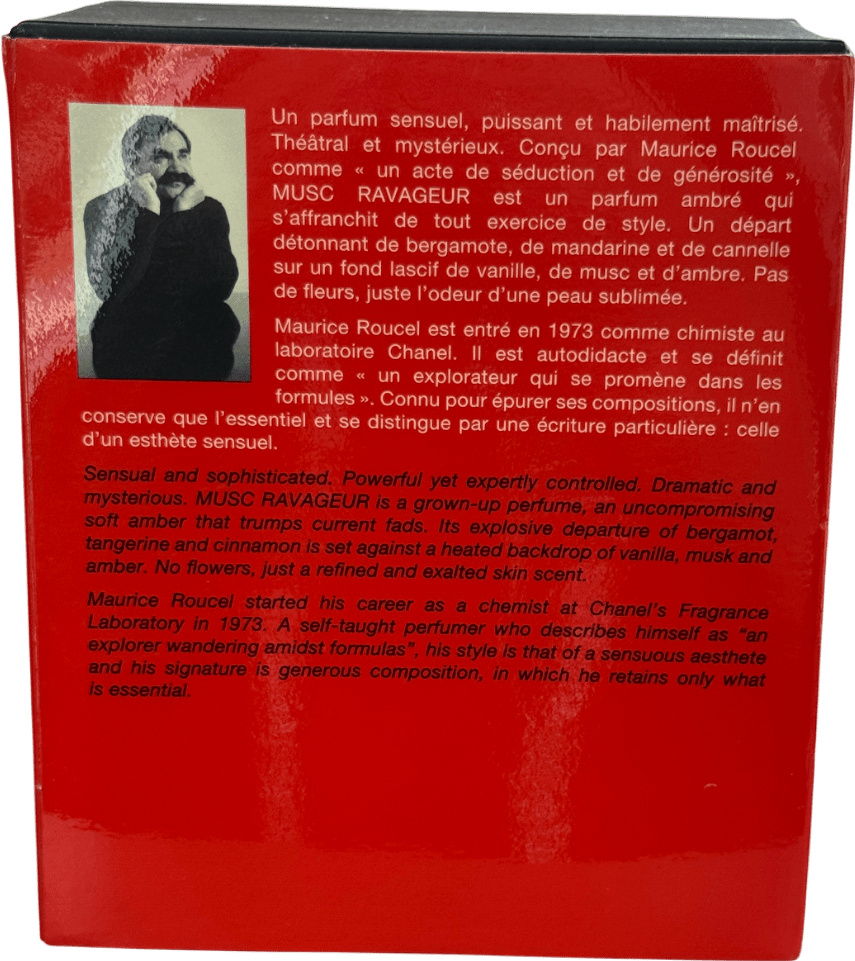 Un parfum sensuel, puissant et habilement maîtrisé.
Théâtral et mystérieux. Conçu par Maurice Roucel
comme « un acte de séduction et de générosité »,
MUSC RAVAGEUR est un parfum ambré qui
s'affranchit de tout exercice de style. Un départ
détonnant de bergamote, de mandarine et de cannelle
sur un fond lascif de vanille, de musc et d'ambre. Pas
de fleurs, juste l'odeur d'une peau sublimée.
Maurice Roucel est entré en 1973 comme chimiste au
laboratoire Chanel. Il est autodidacte et se définit
comme « un explorateur qui se promène dans les
formules ». Connu pour épurer ses compositions, il n'en
conserve que l'essentiel et se distingue par une écriture particulière : celle
d'un esthète sensuel.
Sensual and sophisticated. Powerful yet expertly controlled. Dramatic and
mysterious. MUSC RAVAGEUR is a grown-up perfume, an uncompromising
soft amber that trumps current fads. Its explosive departure of bergamot,
tangerine and cinnamon is set against a heated backdrop of vanilla, musk and
amber. No flowers, just a refined and exalted skin scent.
Maurice Roucel started his career as a chemist at Chanel's Fragrance
Laboratory in 1973. A self-taught perfumer who describes himself as "an
explorer wandering amidst formulas", his style is that of a sensuous aesthete
and his signature is generous composition, in which he retains only what
is essential.